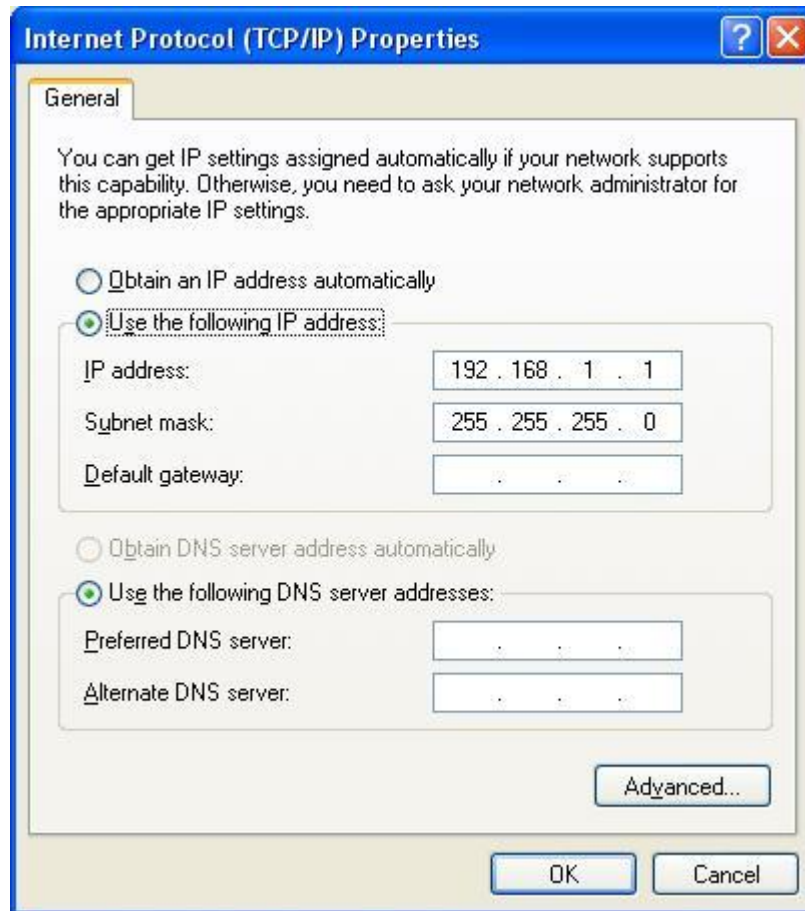 Internet Protocol (TCP/IP) Properties
General
You can get IP settings assigned automatically if your network supports
this capability. Otherwise, you need to ask your network administrator for
the appropriate IP settings.
Obtain an IP address automatically
Use the following IP address:
IP address: 192 . 168 . 1 . 1
Subnet mask: 255 . 255 . 255 . 0
Default gateway: . . .
Obtain DNS server address automatically
Use the following DNS server addresses:
Preferred DNS server: . . .
Alternate DNS server: . . .
Advanced...
OK Cancel